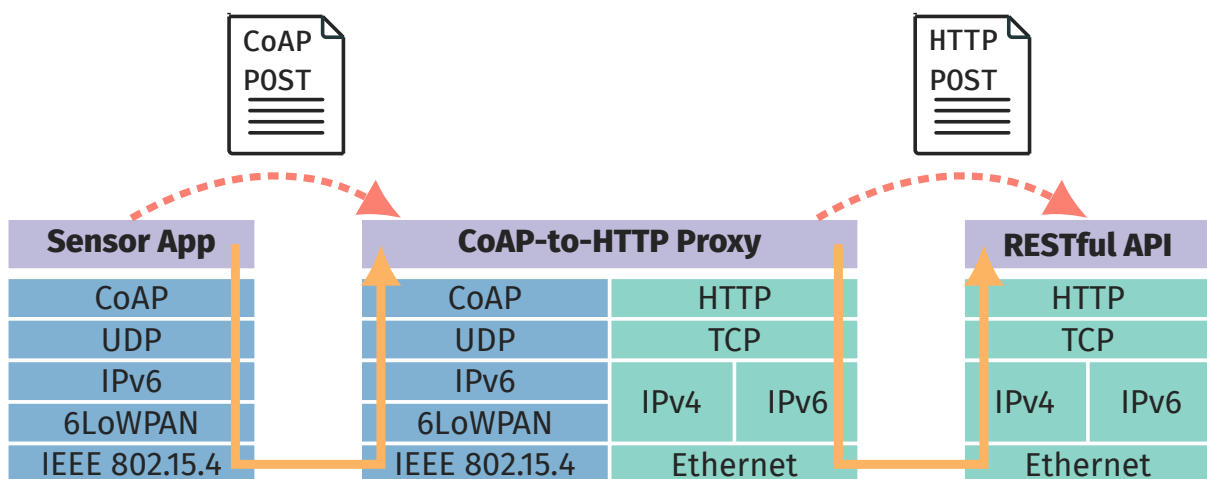 CoAP
POST
HTTP
POST
Sensor App
CoAP-to-HTTP Proxy
RESTful API
CoAP
CoAP
HTTP
HTTP
UDP
UDP
TCP
TCP
IPv6
IPv6
IPv4
IPv6
IPv4
IPv6
6LoWPAN
6LoWPAN
IEEE 802.15.4
IEEE 802.15.4
Ethernet
Ethernet